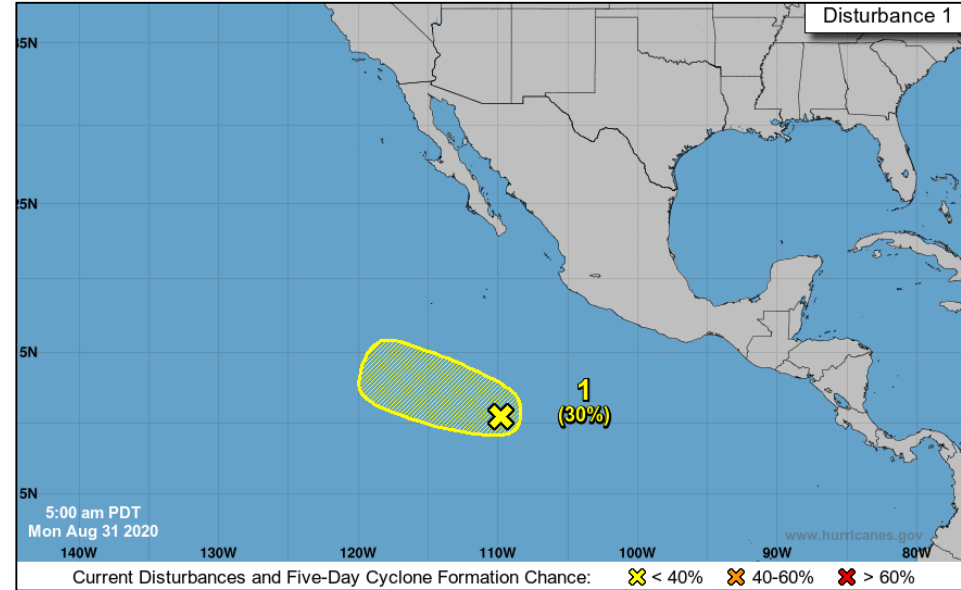 Disturbance 1
35N
25N
5N
1
(30%)
5N
5:00 am PDT
Mon Aug 31 2020
www.hurricanes.gov
140W 130W 120W 110W 100W 90W 80W
Current Disturbances and Five-Day Cyclone Formation Chance: < 40% 40-60% > 60%